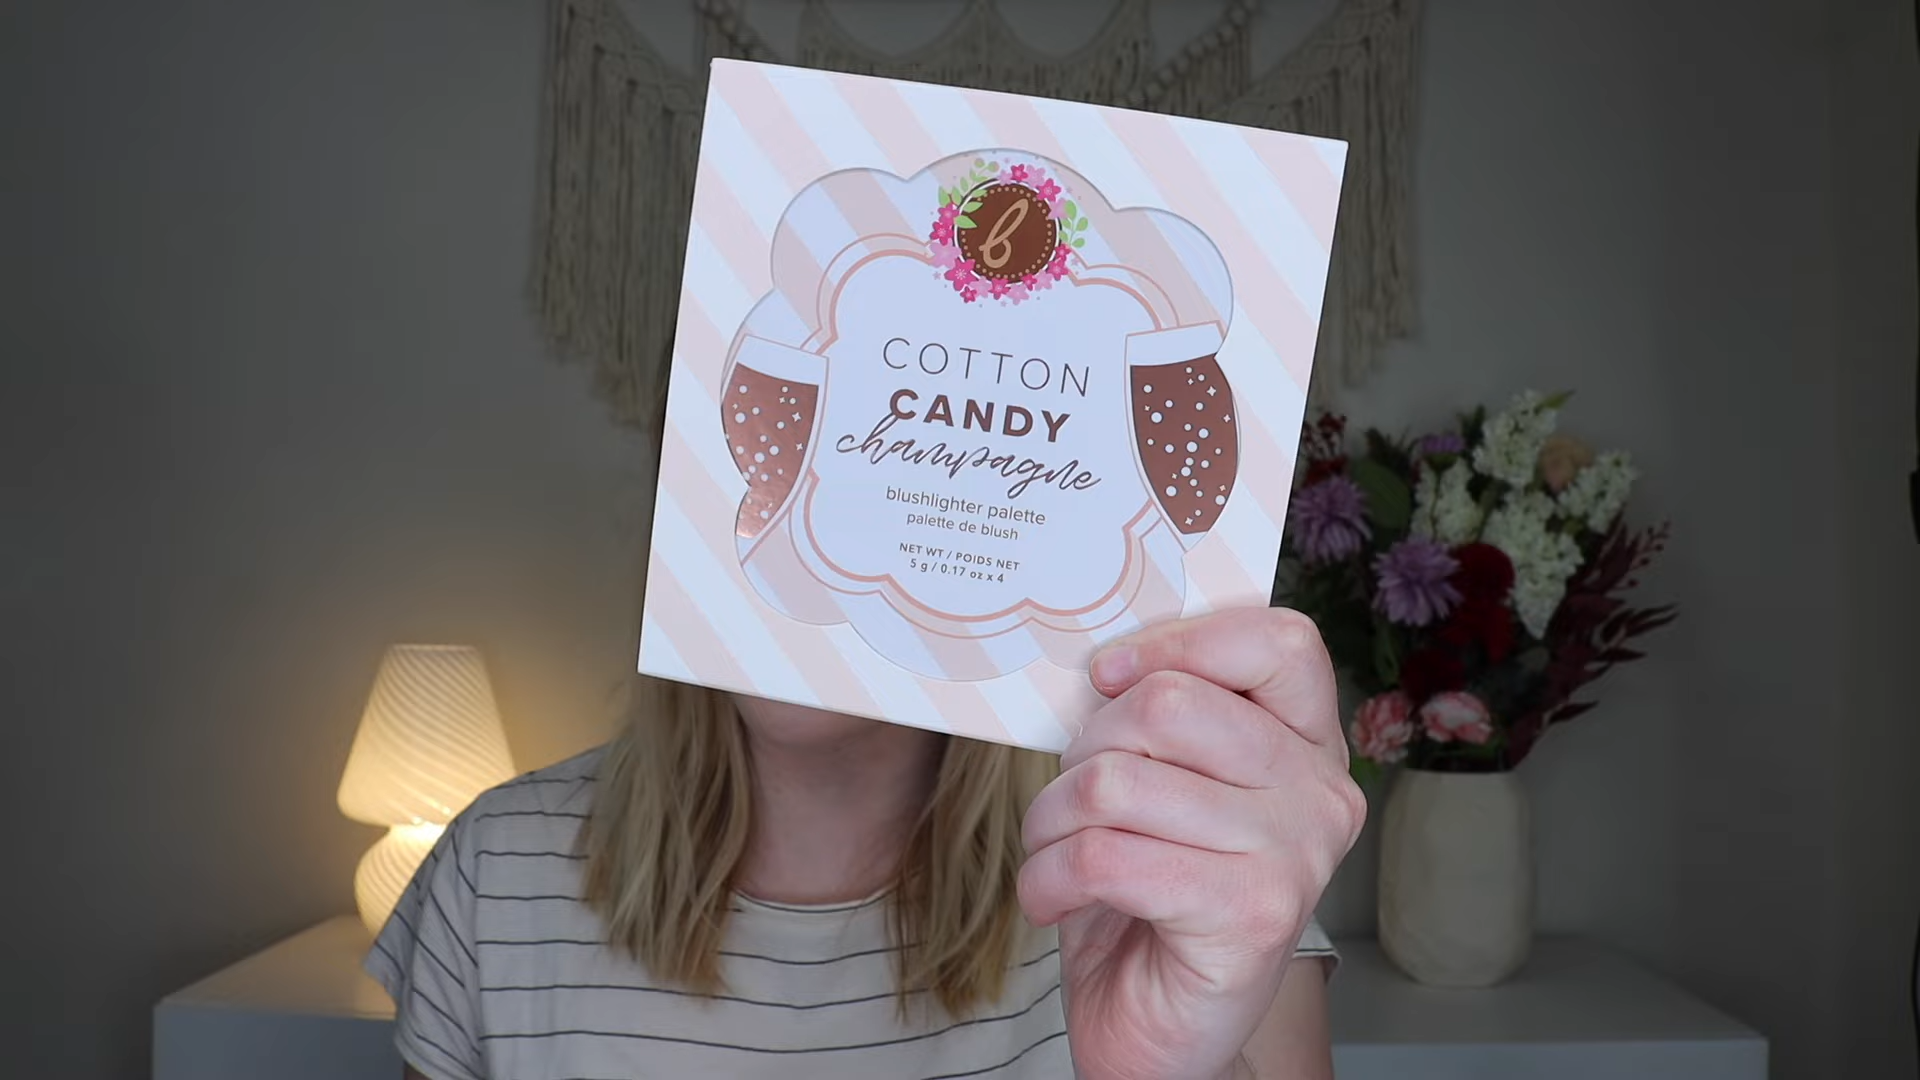 b
COTTON
CANDY
champagne
blushlighter palette
palette de blush
NET WT / POIDS NET
5 g / 0.17 oz x 4